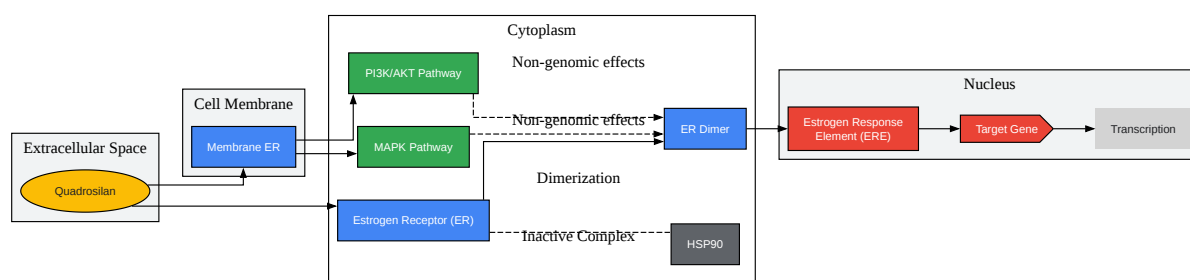 Extracellular Space
Quadrosilan
Cell Membrane
Membrane ER
Cytoplasm
PI3K/AKT Pathway
Non-genomic effects
MAPK Pathway
Non-genomic effects
ER Dimer
Dimerization
Estrogen Receptor (ER)
Inactive Complex
HSP90
Nucleus
Estrogen Response
Element (ERE)
Target Gene
Transcription